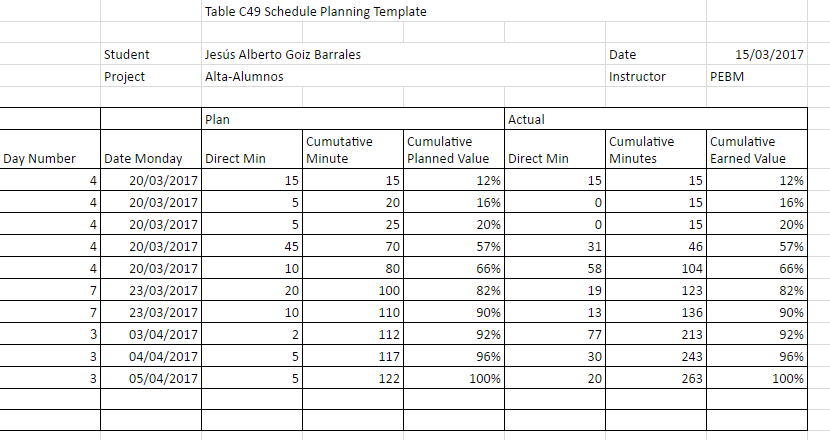 Table C49 Schedule Planning Template
Student Jesús Alberto Goiz Barrales Date 15/03/2017
Project Alta-Alumnos Instructor PEBM
Plan Actual
Day Number Date Monday Direct Min Cumutative Minute Cumulative Planned Value Direct Min Cumulative Minutes Cumulative Earned Value
4 20/03/2017 15 15 12% 15 15 12%
4 20/03/2017 5 20 16% 0 15 16%
4 20/03/2017 5 25 20% 0 15 20%
4 20/03/2017 45 70 57% 31 46 57%
4 20/03/2017 10 80 66% 58 104 66%
7 23/03/2017 20 100 82% 19 123 82%
7 23/03/2017 10 110 90% 13 136 90%
3 03/04/2017 2 112 92% 77 213 92%
3 04/04/2017 5 117 96% 30 243 96%
3 05/04/2017 5 122 100% 20 263 100%